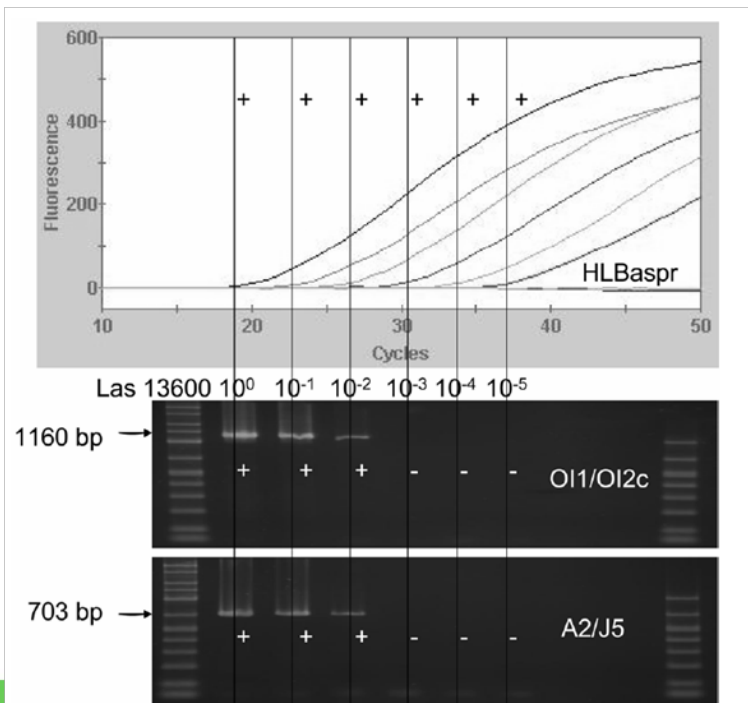 600
+ + + + + +
400
Fluorescence
200
HLBaspr
0
10 20 30 40 50
Cycles
Las 13600 10⁰ 10⁻¹ 10⁻² 10⁻³ 10⁻⁴ 10⁻⁵
1160 bp
+ + + - - - OI1/OI2c
703 bp
+ + + - - - A2/J5